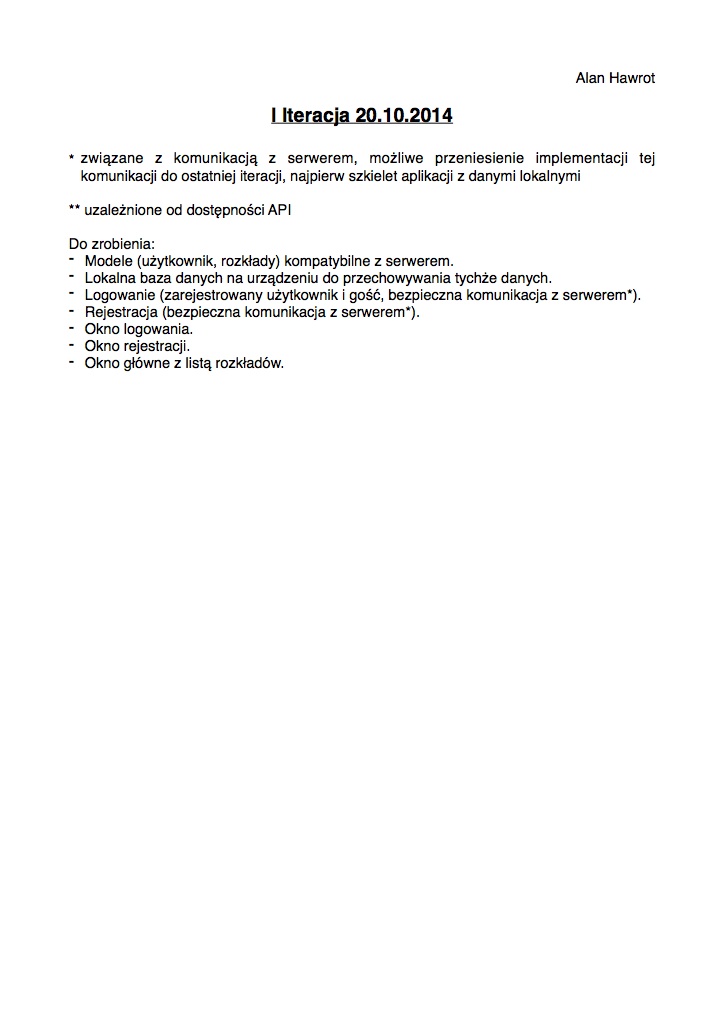 Alan Hawrot
I Iteracja 20.10.2014
* związane z komunikacją z serwerem, możliwe przeniesienie implementacji tej
komunikacji do ostatniej iteracji, najpierw szkielet aplikacji z danymi lokalnymi
** uzależnione od dostępności API
Do zrobienia:
- Modele (użytkownik, rozkłady) kompatybilne z serwerem.
- Lokalna baza danych na urządzeniu do przechowywania tychże danych.
- Logowanie (zarejestrowany użytkownik i gość, bezpieczna komunikacja z serwerem*).
- Rejestracja (bezpieczna komunikacja z serwerem*).
- Okno logowania.
- Okno rejestracji.
- Okno główne z listą rozkładów.